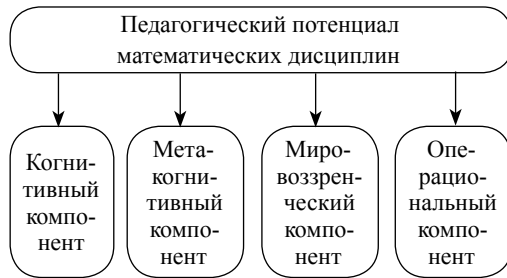 Педагогический потенциал
математических дисциплин
Когни-
тивный
компо-
нент
Мета-
когни-
тивный
компо-
нент
Миро-
воззрен-
ческий
компо-
нент
Опе-
рацио-
нальный
компо-
нент